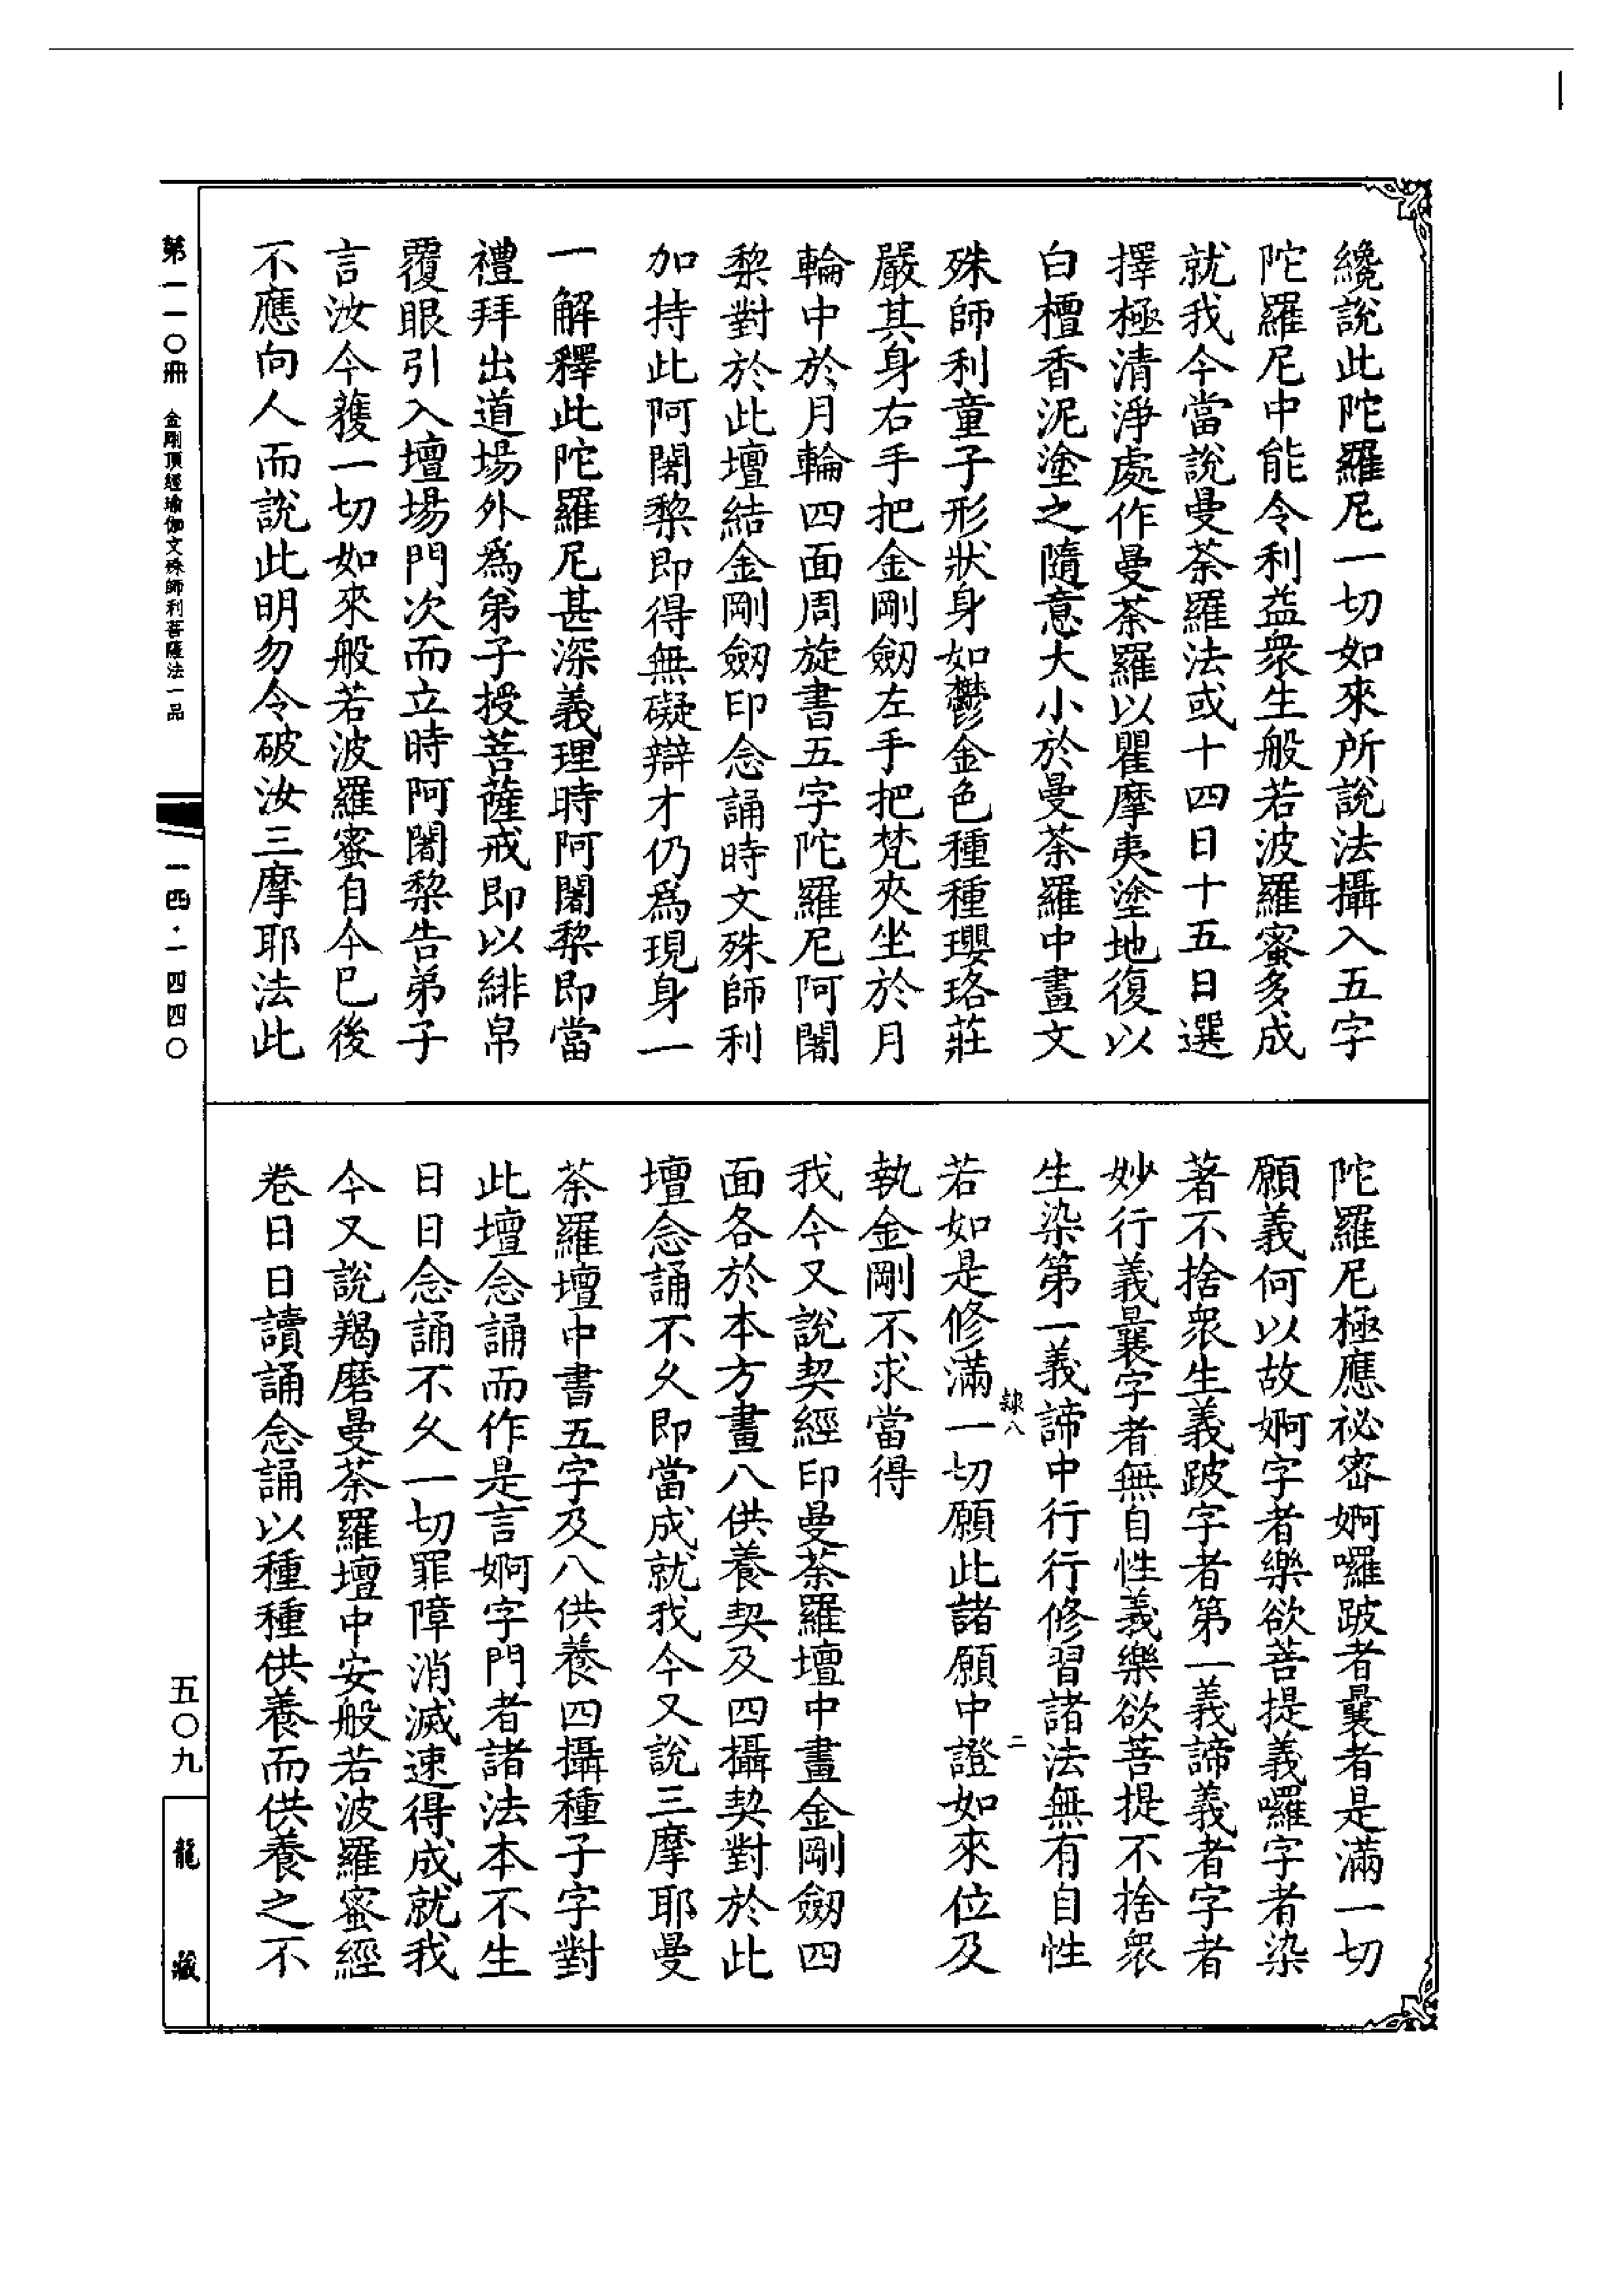 纔說此陀羅尼一切如來所說法攝入五字
陀羅尼中能令利益衆生般若波羅蜜多成
就我今當說曼荼羅法或十四日十五日選
擇極清淨處作曼荼羅以瞿摩夷塗地復以
白檀香泥塗之隨意大小於曼荼羅中畫文
殊師利童子形狀身如鬱金色種種瓔珞莊
嚴其身右手把金剛劒左手把梵夾坐於月
輪中於月輪四面周旋書五字陀羅尼阿闍
棃對於此壇結金剛劒印念誦時文殊師利
加持此阿闍棃即得無礙辯才仍爲現身一
一解釋此陀羅尼甚深義理時阿闍棃即當
禮拜出道場外爲弟子授菩薩戒即以緋帛
覆眼引入壇場門次而立時阿闍棃告弟子
言汝今獲一切如來般若波羅蜜自今巳後
不應向人而說此明勿令破汝三摩耶法此
陀羅尼極應祕密婀囉跛者曩者是滿一切
願義何以故婀字者樂欲菩提義囉字者染
著不捨衆生義跛字者第一義諦義者字者
妙行義曩字者無自性義樂欲菩提不捨衆
生染第一義諦中行行修習諸法無有自性
隸八
二
若如是修滿一切願此諸願中證如來位及
執金剛不求當得
我今又說契經印曼荼羅壇中畫金剛劒四
面各於本方畫八供養契及四攝契對於此
壇念誦不久即當成就我今又說三摩耶曼
荼羅壇中書五字及八供養四攝種子字對
此壇念誦而作是言婀字門者諸法本不生
日日念誦不久一切罪障消滅速得成就我
今又說羯磨曼荼羅壇中安般若波羅蜜經
卷日日讀誦念誦以種種供養而供養之不
第一一〇冊 金剛頂經瑜伽文殊師利菩薩法一品
一四·一四四〇
五〇九
龍藏